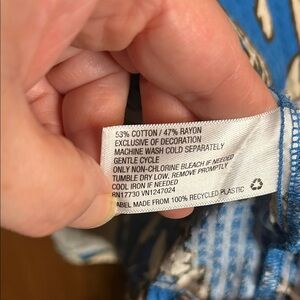 53% COTTON / 47% RAYON
EXCLUSIVE OF DECORATION
MACHINE WASH COLD SEPARATELY
GENTLE CYCLE
ONLY NON-CHLORINE BLEACH IF NEEDED
TUMBLE DRY LOW, REMOVE PROMPTLY
COOL IRON IF NEEDED
RN17730 VN1247024
LABEL MADE FROM 100% RECYCLED PLASTIC